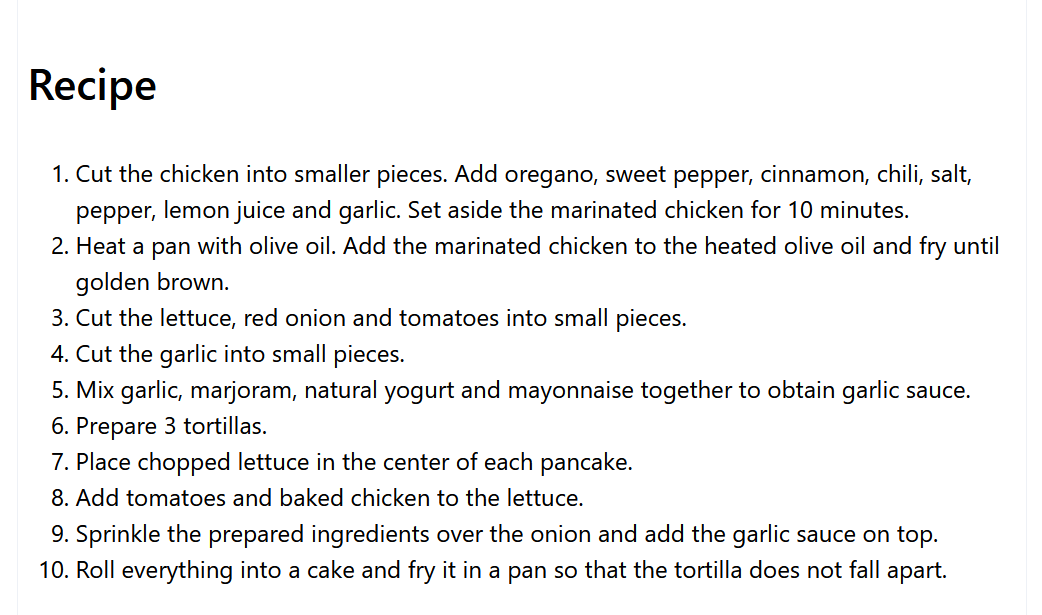 Recipe
1. Cut the chicken into smaller pieces. Add oregano, sweet pepper, cinnamon, chili, salt,
pepper, lemon juice and garlic. Set aside the marinated chicken for 10 minutes.
2. Heat a pan with olive oil. Add the marinated chicken to the heated olive oil and fry until
golden brown.
3. Cut the lettuce, red onion and tomatoes into small pieces.
4. Cut the garlic into small pieces.
5. Mix garlic, marjoram, natural yogurt and mayonnaise together to obtain garlic sauce.
6. Prepare 3 tortillas.
7. Place chopped lettuce in the center of each pancake.
8. Add tomatoes and baked chicken to the lettuce.
9. Sprinkle the prepared ingredients over the onion and add the garlic sauce on top.
10. Roll everything into a cake and fry it in a pan so that the tortilla does not fall apart.